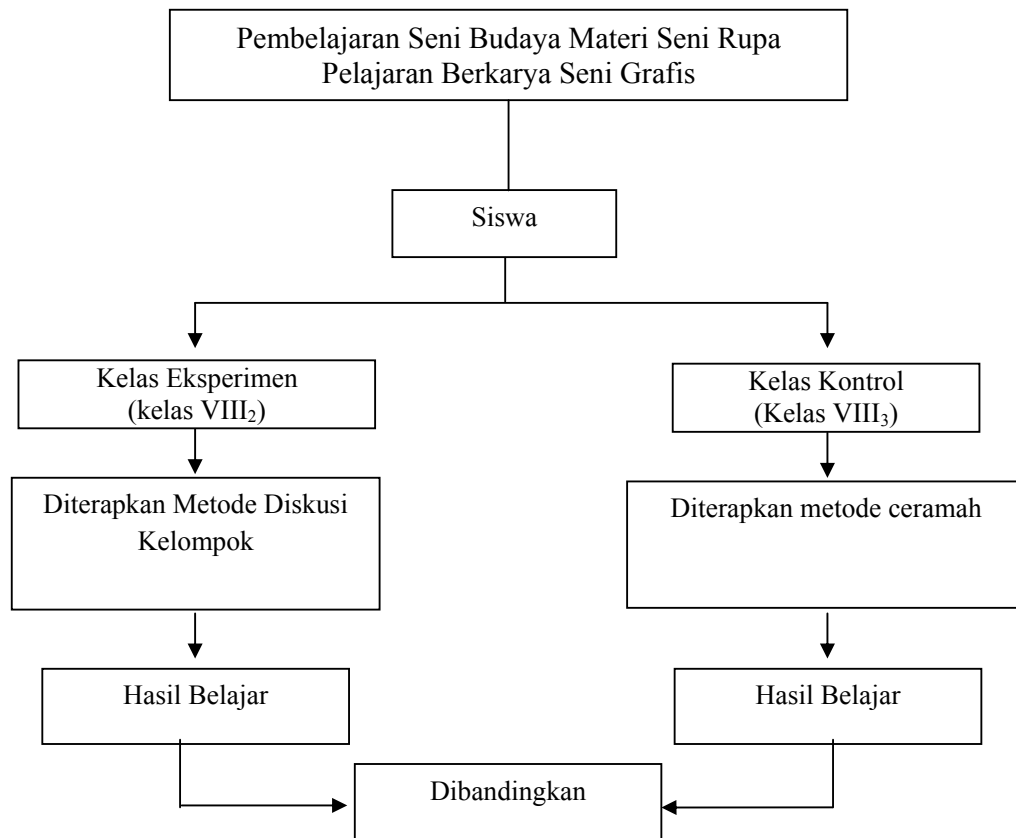 Pembelajaran Seni Budaya Materi Seni Rupa
Pelajaran Berkarya Seni Grafis
Siswa
Kelas Eksperimen
(kelas VIII₂)
Kelas Kontrol
(Kelas VIII₃)
Diterapkan Metode Diskusi
Kelompok
Diterapkan metode ceramah
Hasil Belajar
Hasil Belajar
Dibandingkan